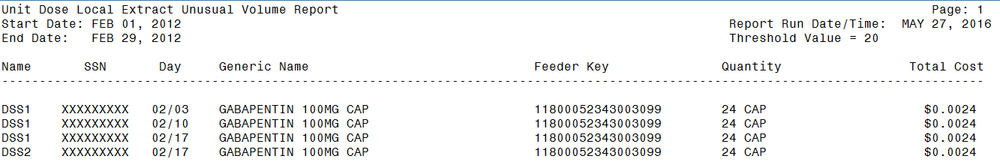 Unit Dose Local Extract Unusual Volume Report Page: 1
Start Date: FEB 01, 2012 Report Run Date/Time: MAY 27, 2016
End Date: FEB 29, 2012 Threshold Value = 20
Name SSN Day Generic Name Feeder Key Quantity Total Cost
DSS1 XXXXXXXXX 02/03 GABAPENTIN 100MG CAP 11800052343003099 24 CAP $0.0024
DSS1 XXXXXXXXX 02/10 GABAPENTIN 100MG CAP 11800052343003099 24 CAP $0.0024
DSS1 XXXXXXXXX 02/17 GABAPENTIN 100MG CAP 11800052343003099 24 CAP $0.0024
DSS2 XXXXXXXXX 02/17 GABAPENTIN 100MG CAP 11800052343003099 24 CAP $0.0024